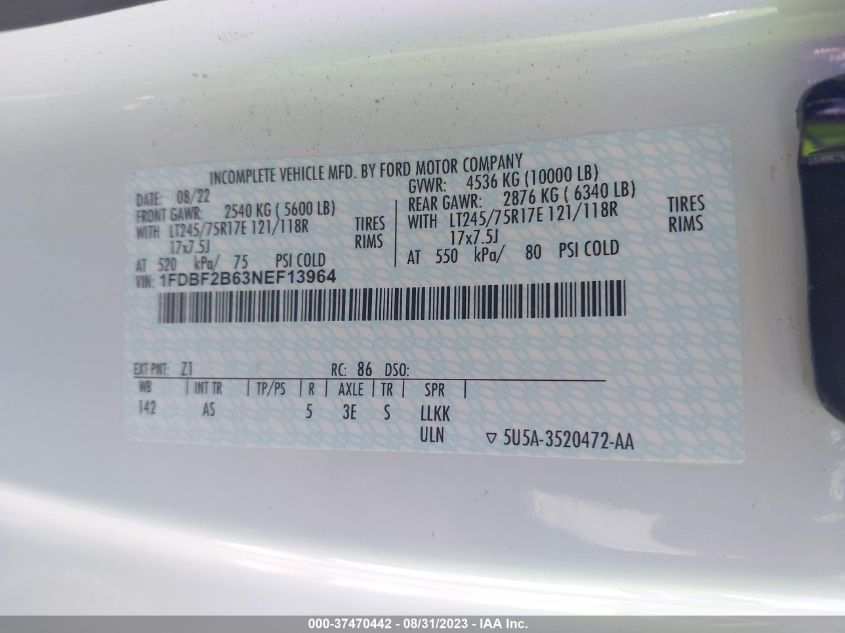 INCOMPLETE VEHICLE MFD. BY FORD MOTOR COMPANY
DATE: 08/22
GVWR: 4536 KG (10000 LB)
FRONT GAWR: 2540 KG ( 5600 LB)
REAR GAWR: 2876 KG ( 6340 LB)
WITH LT245/75R17E 121/118R TIRES
WITH LT245/75R17E 121/118R TIRES
17x7.5J RIMS
17x7.5J RIMS
AT 520 kPa/ 75 PSI COLD
AT 550 kPa/ 80 PSI COLD
VIN: 1FDBF2B63NEF13964
EXT PNT: Z1 RC: 86 DSO:
WB | INT TR | TP/PS | R | AXLE | TR | SPR |
142 AS 5 3E S LLKK
ULN ▽ 5U5A-3520472-AA
000-37470442 - 08/31/2023 - IAA Inc.